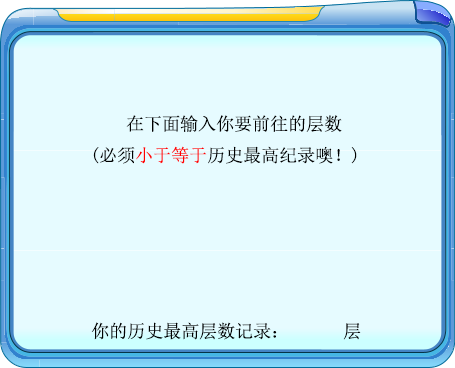 在下面输入你要前往的层数
(必须小于等于历史最高纪录噢！)
你的历史最高层数记录： 层